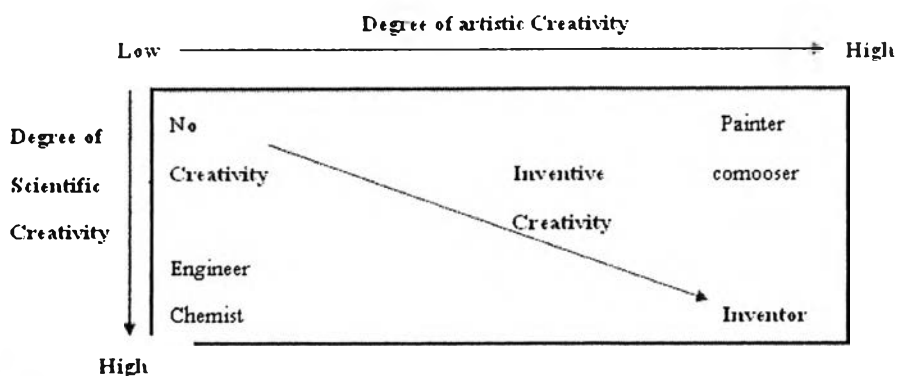 Degree of artistic Creativity
Low High
No Painter
Degree of
Creativity Inventive comooser
Scientific
Creativity Creativity
Engineer
Chemist Inventor
High